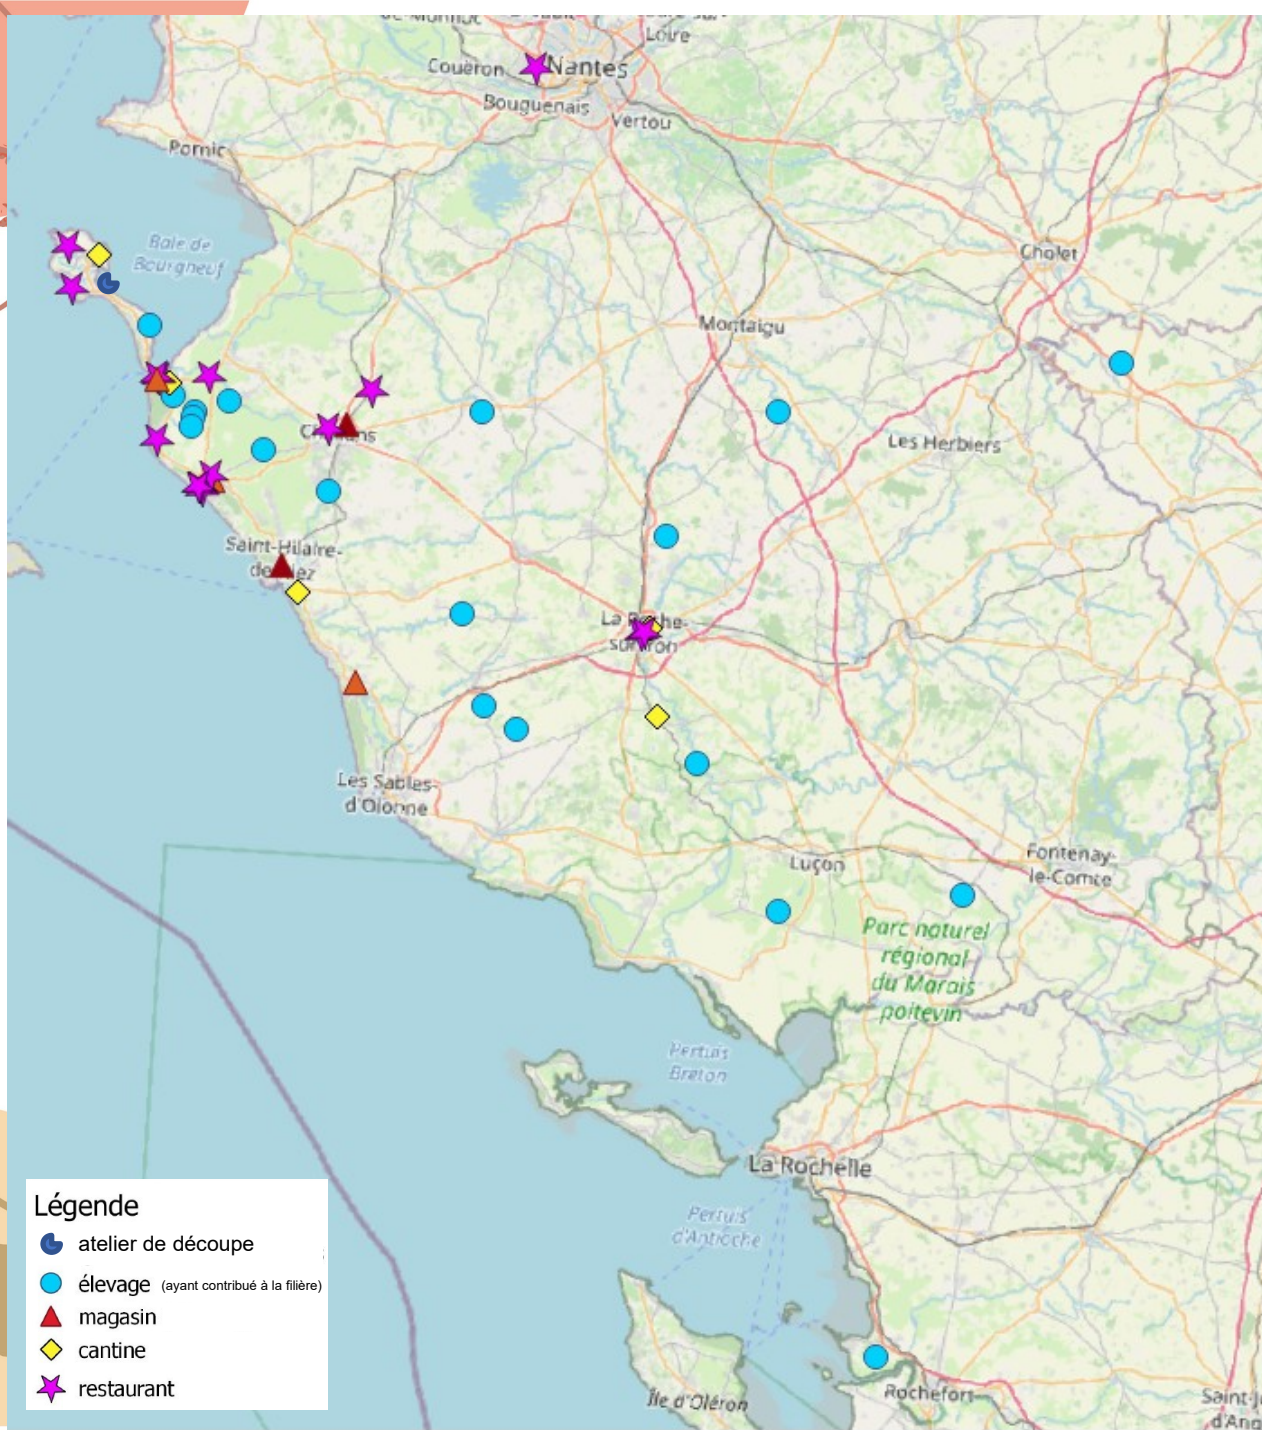 Loire
Couëron
Nantes
Bouguenais
Vertou
Pornic
Baie de
Bourgneuf
Cholet
Montaigu
Les Herbiers
Saint-Hilaire-
La Roche-
Les Sables-
d'Olonne
Luçon
Fontenay-
le-Comte
Parc naturel
régional
du Marais
poitevin
Pertuis
Breton
La Rochelle
Pertuis
d'Antioche
Île d'Oléron
Rochefort
Légende
atelier de découpe
élevage (ayant contribué à la filière)
magasin
cantine
restaurant